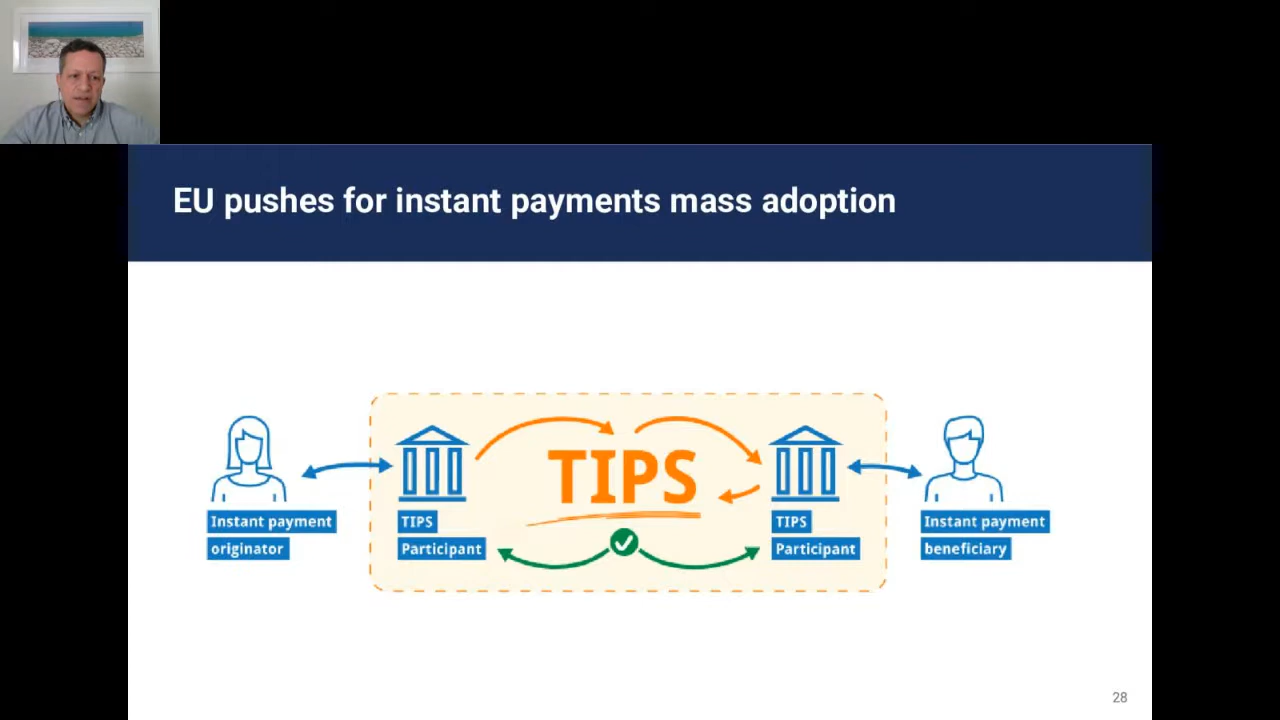 EU pushes for instant payments mass adoption
TIPS
Instant payment
originator
TIPS
Participant
TIPS
Participant
Instant payment
beneficiary
28